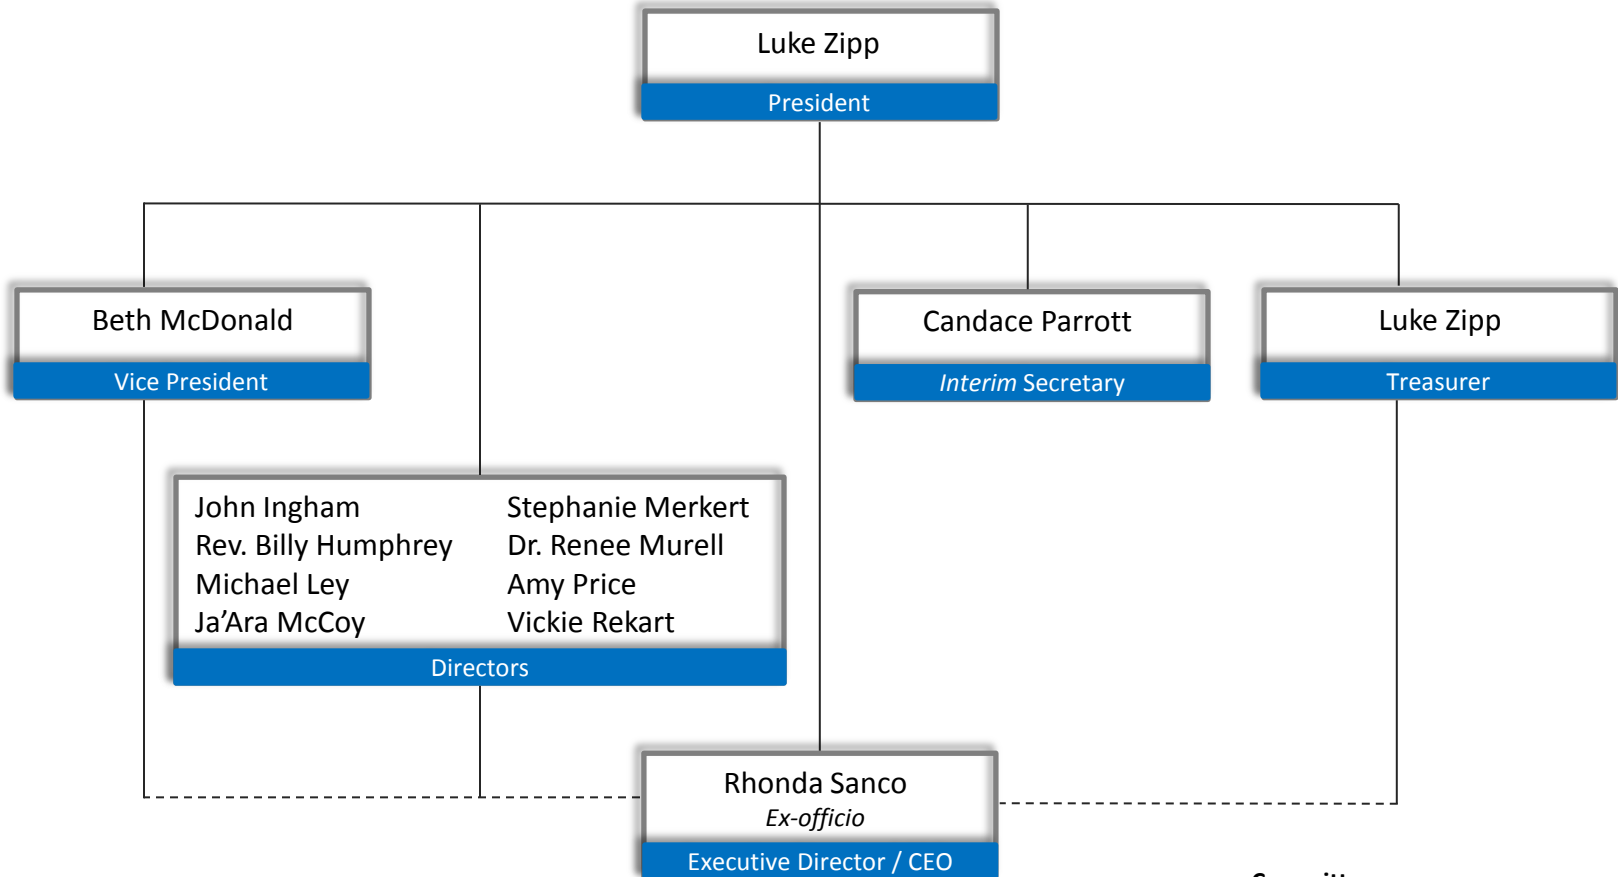 Luke Zipp
President
Beth McDonald
Vice President
Candace Parrott
Interim Secretary
Luke Zipp
Treasurer
John Ingham
Rev. Billy Humphrey
Michael Ley
Ja’Ara McCoy
Stephanie Merkert
Dr. Renee Murell
Amy Price
Vickie Rekart
Directors
Rhonda Sanco
Ex-officio
Executive Director / CEO